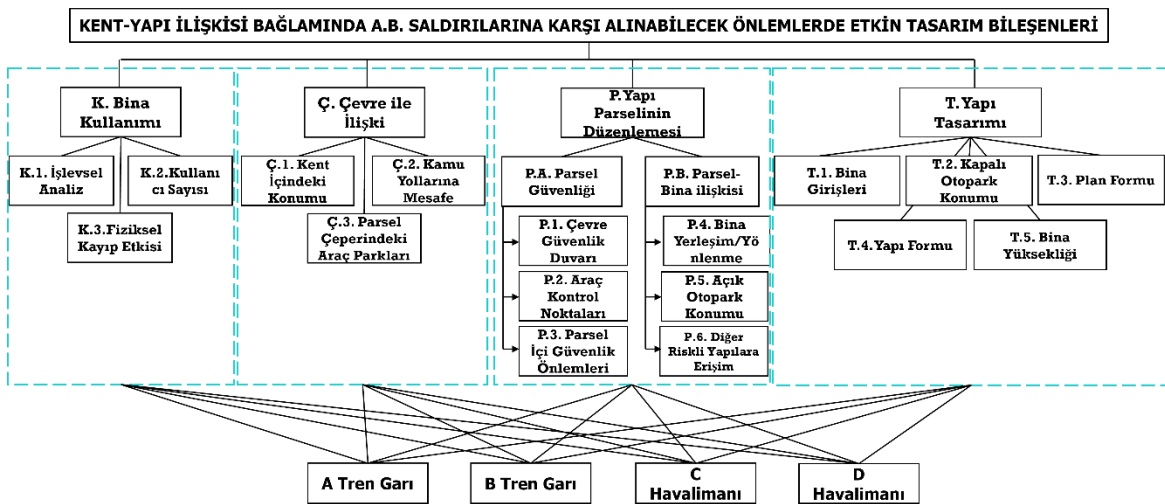 KENT-YAPI İLİŞKİSİ BAĞLAMINDA A.B. SALDIRILARINA KARŞI ALINABİLECEK ÖNLEMLERDE ETKİN TASARIM BİLEŞENLERİ
K. Bina
Kullanımı
K.1. İşlevsel
Analiz
K.2.Kullanı
cı Sayısı
K.3.Fiziksel
Kayıp Etkisi
Ç. Çevre ile
İlişki
Ç.1. Kent
İçindeki
Konumu
Ç.2. Kamu
Yollarına
Mesafe
Ç.3. Parsel
Çeperindeki
Araç Parkları
P.Yapı
Parselinin
Düzenlemesi
P.A. Parsel
Güvenliği
P.1. Çevre
Güvenlik
Duvarı
P.2. Araç
Kontrol
Noktaları
P.3. Parsel
İçi Güvenlik
Önlemleri
P.B. Parsel-
Bina ilişkisi
P.4. Bina
Yerleşim/Yö
nlenme
P.5. Açık
Otopark
Konumu
P.6. Diğer
Riskli Yapılara
Erişim
T.Yapı
Tasarımı
T.1. Bina
Girişleri
T.2. Kapalı
Otopark
Konumu
T.3. Plan Formu
T.4. Yapı Formu
T.5. Bina
Yüksekliği
A Tren Garı
B Tren Garı
C
Havalimanı
D
Havalimanı